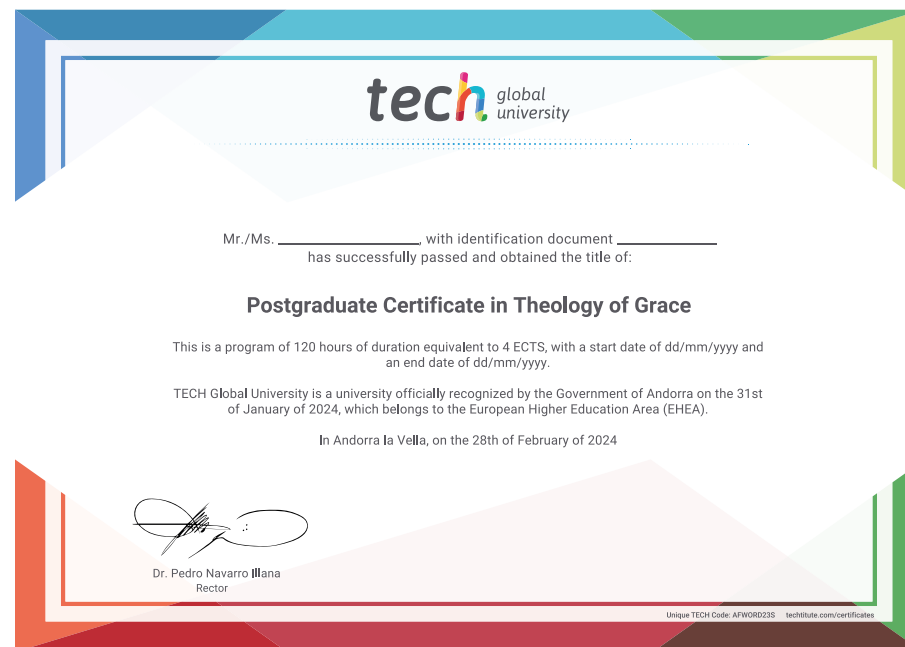 tech global
university
Mr./Ms. ____________________, with identification document ______________
has successfully passed and obtained the title of:
Postgraduate Certificate in Theology of Grace
This is a program of 120 hours of duration equivalent to 4 ECTS, with a start date of dd/mm/yyyy and
an end date of dd/mm/yyyy.
TECH Global University is a university officially recognized by the Government of Andorra on the 31st
of January of 2024, which belongs to the European Higher Education Area (EHEA).
In Andorra la Vella, on the 28th of February of 2024
Dr. Pedro Navarro Illana
Rector
Unique TECH Code: AFWORD23S techtitute.com/certificates